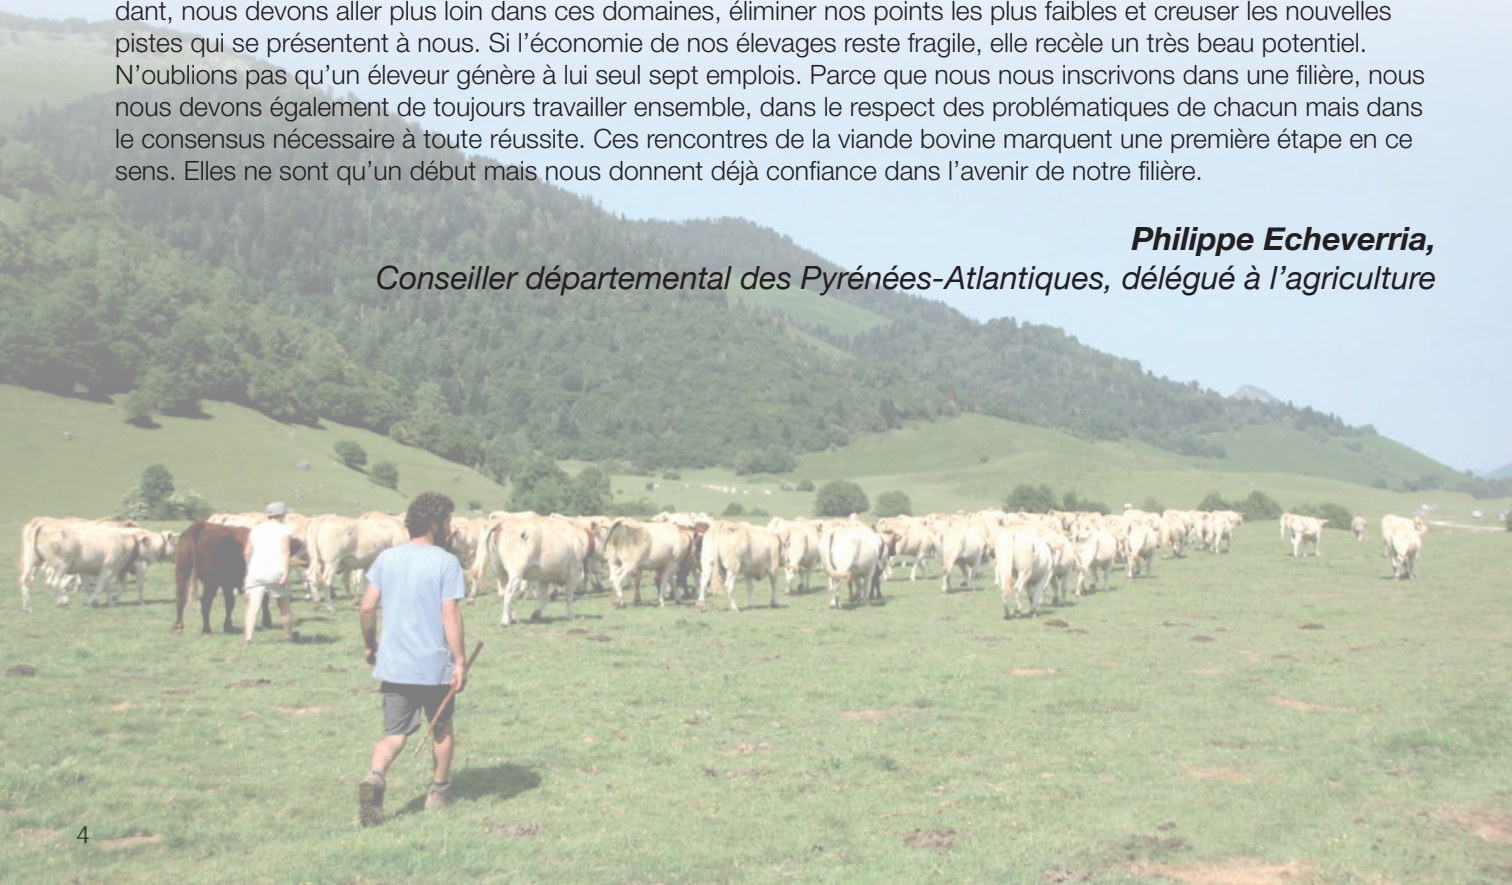 dant, nous devons aller plus loin dans ces domaines, éliminer nos points les plus faibles et creuser les nouvelles
pistes qui se présentent à nous. Si l’économie de nos élevages reste fragile, elle recèle un très beau potentiel.
N’oublions pas qu’un éleveur génère à lui seul sept emplois. Parce que nous nous inscrivons dans une filière, nous
nous devons également de toujours travailler ensemble, dans le respect des problématiques de chacun mais dans
le consensus nécessaire à toute réussite. Ces rencontres de la viande bovine marquent une première étape en ce
sens. Elles ne sont qu’un début mais nous donnent déjà confiance dans l’avenir de notre filière.
Philippe Echeverria,
Conseiller départemental des Pyrénées-Atlantiques, délégué à l’agriculture
4